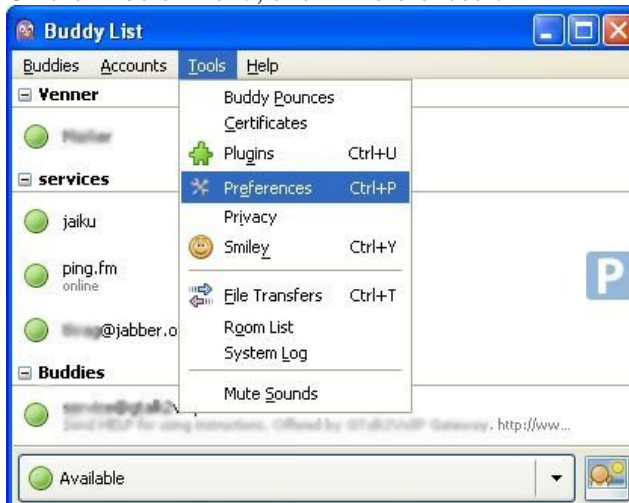 Buddy List
Buddies Accounts Tools Help
Venner
Buddy Pounces
Certificates
Plugins Ctrl+U
services
Preferences Ctrl+P
jaiku
Privacy
Smiley Ctrl+Y
ping.fm
online
P
File Transfers Ctrl+T
@jabber.o
Room List
System Log
Buddies
Mute Sounds
http://ww...
Available